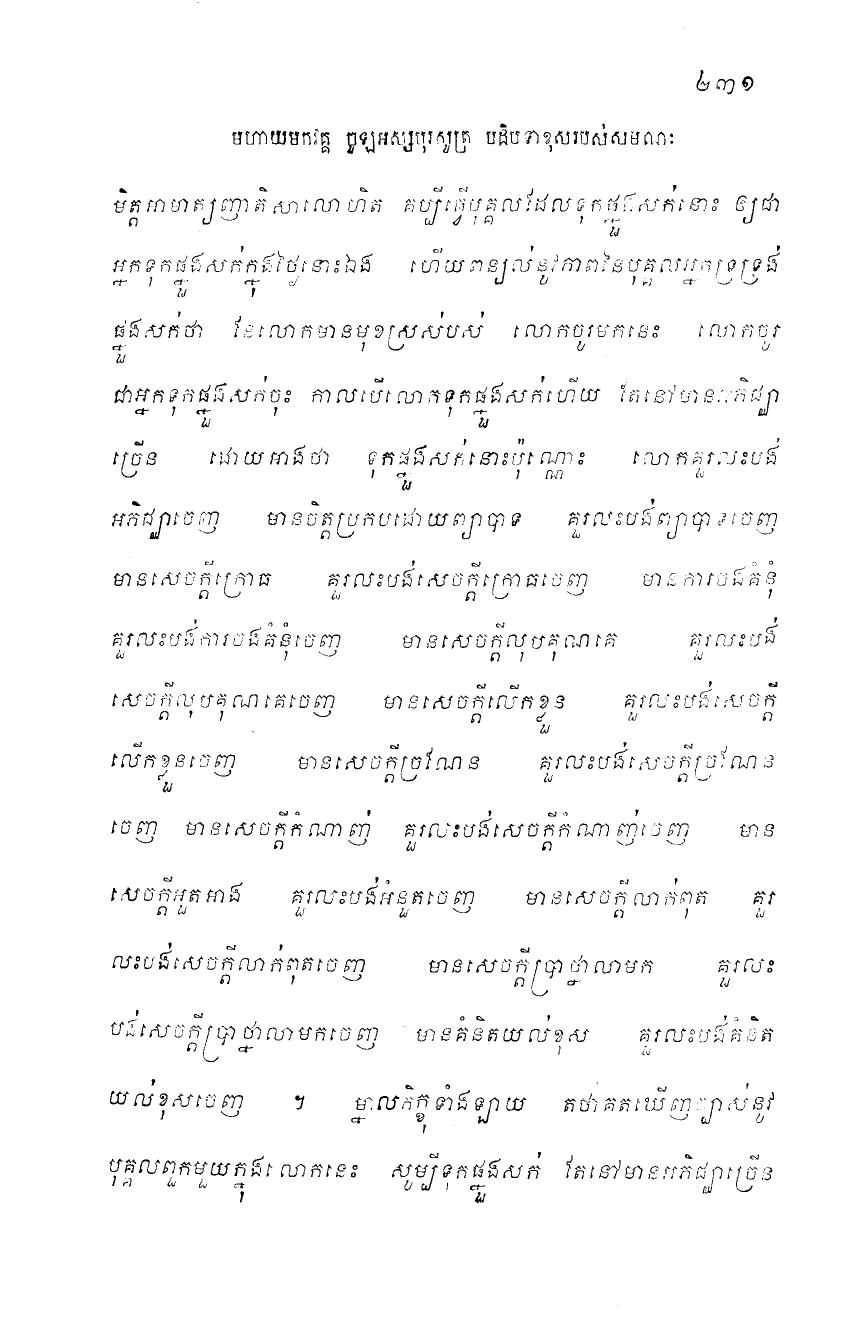 ២៣១
មហាយមកវគ្គ ចូឡអស្សបុរសូត្រ បដិបទាខុសរបស់សមណៈ
មិត្តអាមាត្យញាតិសាលោហិត គប្បីធ្វើបុគ្គលដែលទុកផ្នួងសក់នោះ ឲ្យជា
អ្នកទុកផ្នួងសក់ក្នុងថ្ងៃនោះឯង ហើយពន្យល់នូវភាពនៃបុគ្គលអ្នកទ្រទ្រង់
ផ្នួងសក់ថា នែលោកមានមុខស្រស់បស់ លោកចូរមកនេះ លោកចូរ
ជាអ្នកទុកផ្នួងសក់ចុះ កាលបើលោកទុកផ្នួងសក់ហើយ តែនៅមានអភិជ្ឈា
ច្រើន ដោយអាងថា ទុកផ្នួងសក់នោះប៉ុណ្ណោះ លោកគួរលះបង់
អភិជ្ឈាចេញ មានចិត្តប្រកបដោយព្យាបាទ គួរលះបង់ព្យាបាទចេញ
មានសេចក្តីក្រោធ គួរលះបង់សេចក្តីក្រោធចេញ មានការចងគំនុំ
គួរលះបង់ការចងគំនុំចេញ មានសេចក្តីលុបគុណគេ គួរលះបង់
សេចក្តីលុបគុណគេចេញ មានសេចក្តីលើកខ្លួន គួរលះបង់សេចក្តី
លើកខ្លួនចេញ មានសេចក្តីច្រណែន គួរលះបង់សេចក្តីច្រណែន
ចេញ មានសេចក្តីកំណាញ់ គួរលះបង់សេចក្តីកំណាញ់ចេញ មាន
សេចក្តីអួតអាង គួរលះបង់អំនួតចេញ មានសេចក្តីលាក់ពុត គួរ
លះបង់សេចក្តីលាក់ពុតចេញ មានសេចក្តីប្រាថ្នាលាមក គួរលះ
បង់សេចក្តីប្រាថ្នាលាមកចេញ មានគំនិតយល់ខុស គួរលះបង់គំនិត
យល់ខុសចេញ ។ ម្នាលភិក្ខុទាំងឡាយ តថាគតឃើញច្បាស់នូវ
បុគ្គលពួកមួយក្នុងលោកនេះ សូម្បីទុកផ្នួងសក់ តែនៅមានអភិជ្ឈាច្រើន